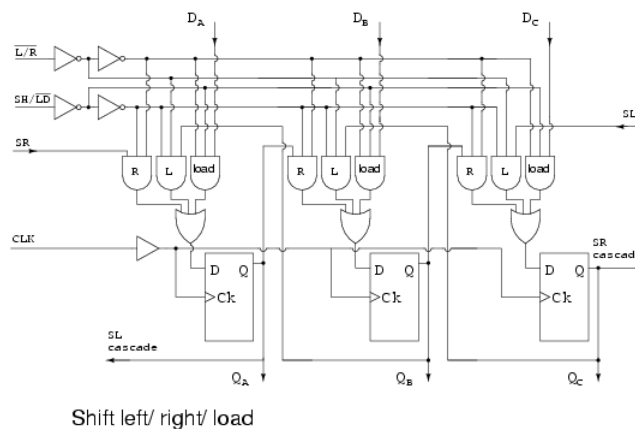 D_A D_B D_C
L/R
SH/LD
SL
SR
R L load R L load R L load
CLK
SR
cascade
D Q D Q D Q
Ck Ck Ck
SL
cascade
Q_A Q_B Q_C
Shift left/ right/ load